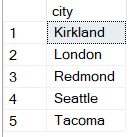 city
1 Kirkland
2 London
3 Redmond
4 Seattle
5 Tacoma